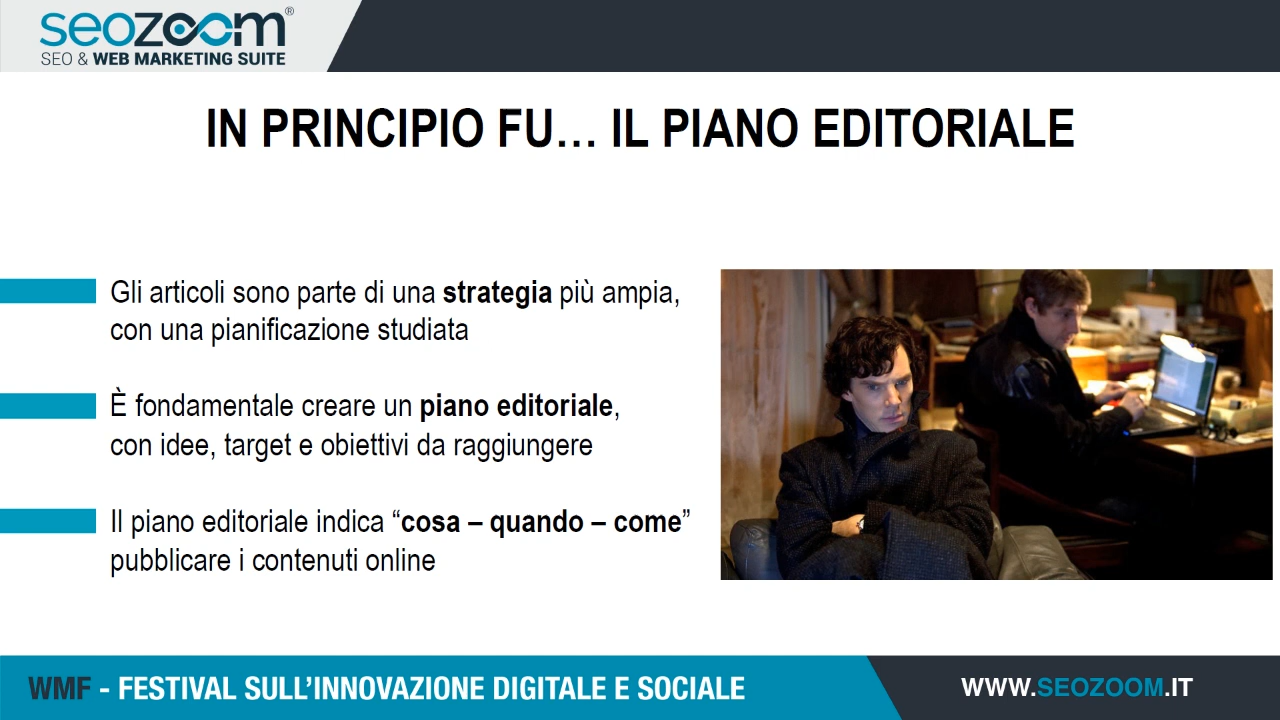 seozoom®
SEO & WEB MARKETING SUITE
IN PRINCIPIO FU… IL PIANO EDITORIALE
Gli articoli sono parte di una strategia più ampia,
con una pianificazione studiata
È fondamentale creare un piano editoriale,
con idee, target e obiettivi da raggiungere
Il piano editoriale indica “cosa – quando – come”
pubblicare i contenuti online
WMF - FESTIVAL SULL’INNOVAZIONE DIGITALE E SOCIALE
WWW.SEOZOOM.IT